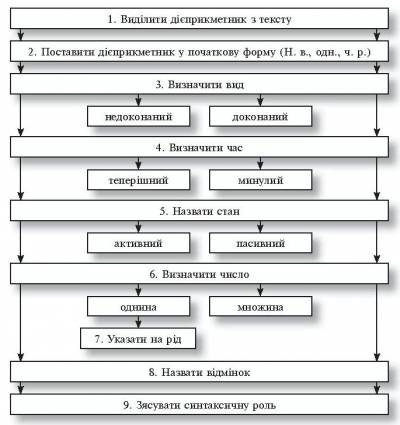 1. Виділити дієприкметник з тексту
2. Поставити дієприкметник у початкову форму (Н. в., одн., ч. р.)
3. Визначити вид
недоконаний доконаний
4. Визначити час
теперішний минулий
5. Назвати стан
активний пасивний
6. Визначити число
однина множина
7. Указати на рід
8. Назвати відмінок
9. Зясувати синтаксичну роль